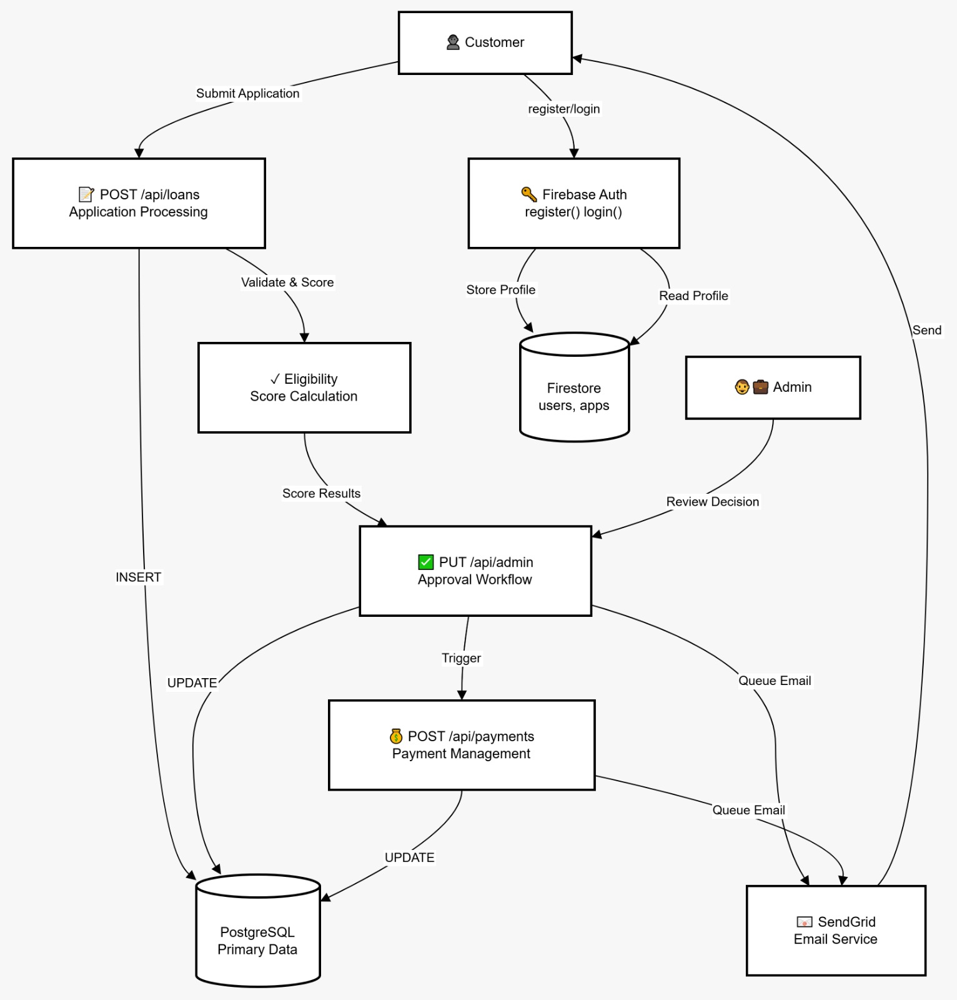 Customer
Submit Application
register/login
POST /api/loans
Application Processing
Firebase Auth
register() login()
Validate & Score
Store Profile
Read Profile
Send
✓ Eligibility
Score Calculation
Firestore
users, apps
Admin
Score Results
Review Decision
PUT /api/admin
Approval Workflow
INSERT
UPDATE
Trigger
Queue Email
POST /api/payments
Payment Management
Queue Email
UPDATE
PostgreSQL
Primary Data
SendGrid
Email Service